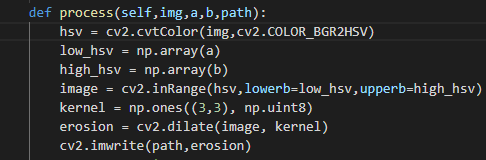 def process(self,img,a,b,path):
hsv = cv2.cvtColor(img,cv2.COLOR_BGR2HSV)
low_hsv = np.array(a)
high_hsv = np.array(b)
image = cv2.inRange(hsv,lowerb=low_hsv,upperb=high_hsv)
kernel = np.ones((3,3), np.uint8)
erosion = cv2.dilate(image, kernel)
cv2.imwrite(path,erosion)